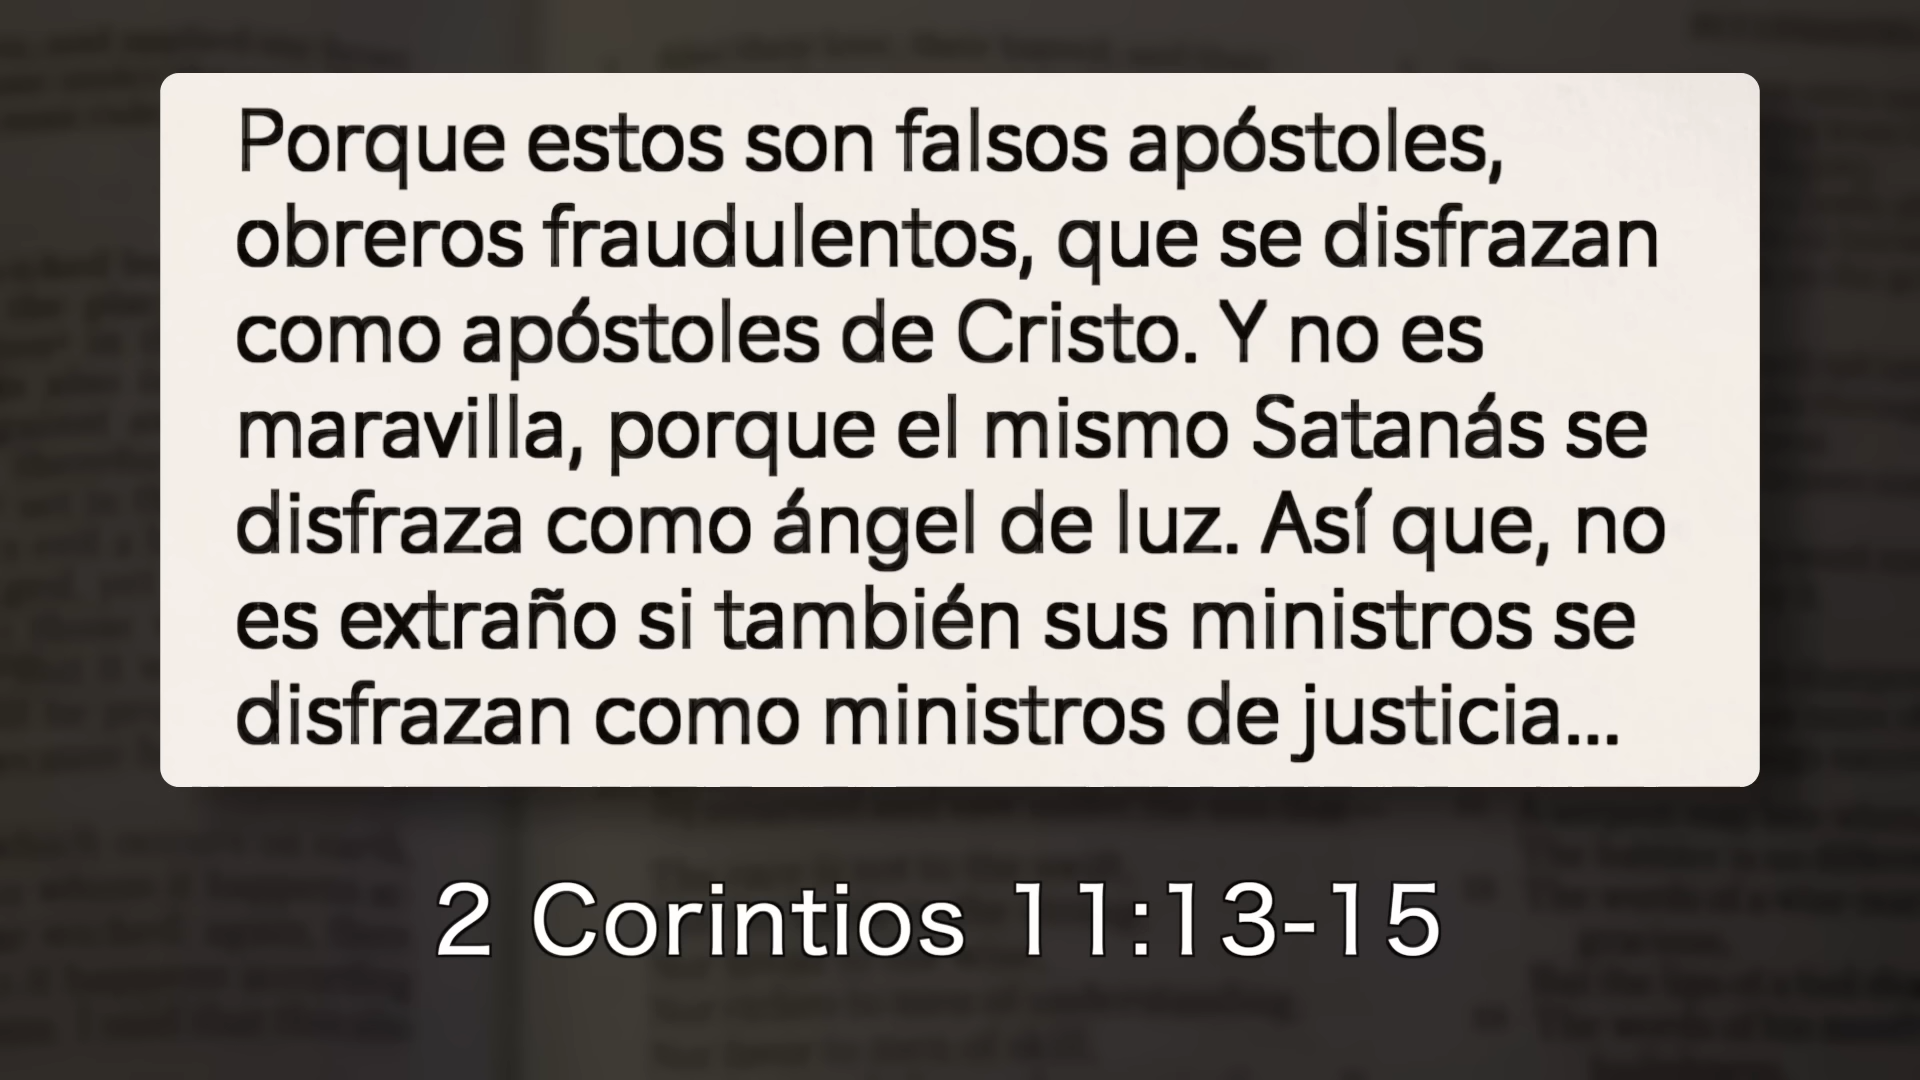 Porque estos son falsos apóstoles,
obreros fraudulentos, que se disfrazan
como apóstoles de Cristo. Y no es
maravilla, porque el mismo Satanás se
disfraza como ángel de luz. Así que, no
es extraño si también sus ministros se
disfrazan como ministros de justicia...
2 Corintios 11:13-15